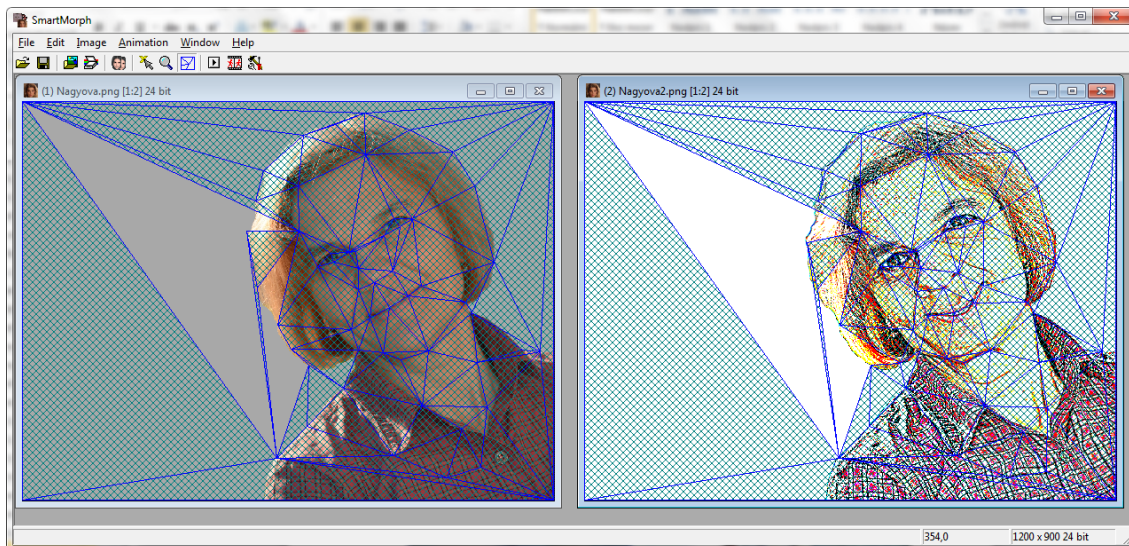 SmartMorph
File Edit Image Animation Window Help
(1) Nagyova.png [1:2] 24 bit
(2) Nagyova2.png [1:2] 24 bit
354,0
1200 x 900 24 bit